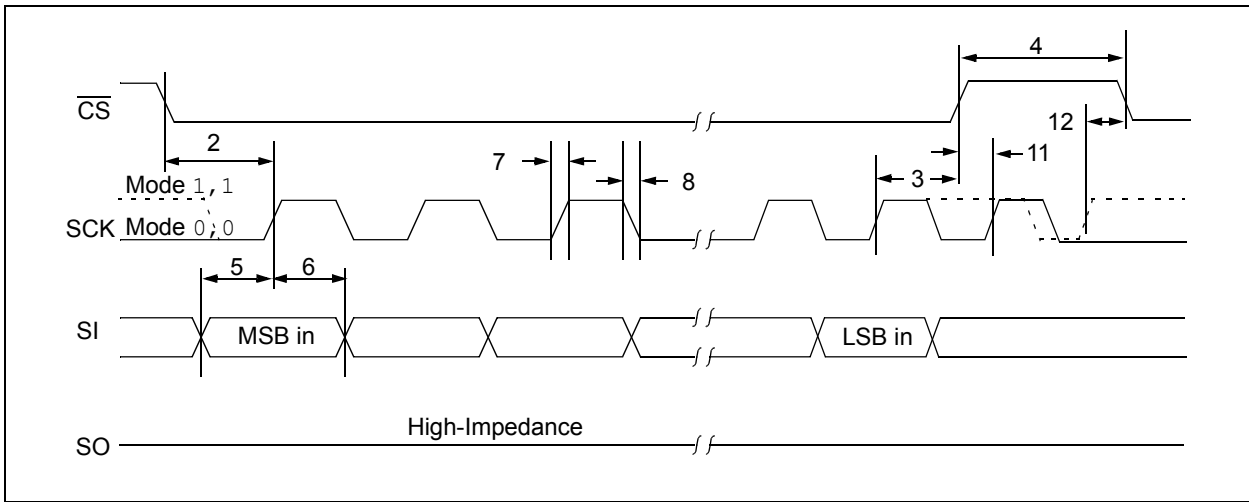 4
CS
12
2
7
8
3
11
Mode 1,1
SCK Mode 0,0
5 6
SI MSB in LSB in
High-Impedance
SO